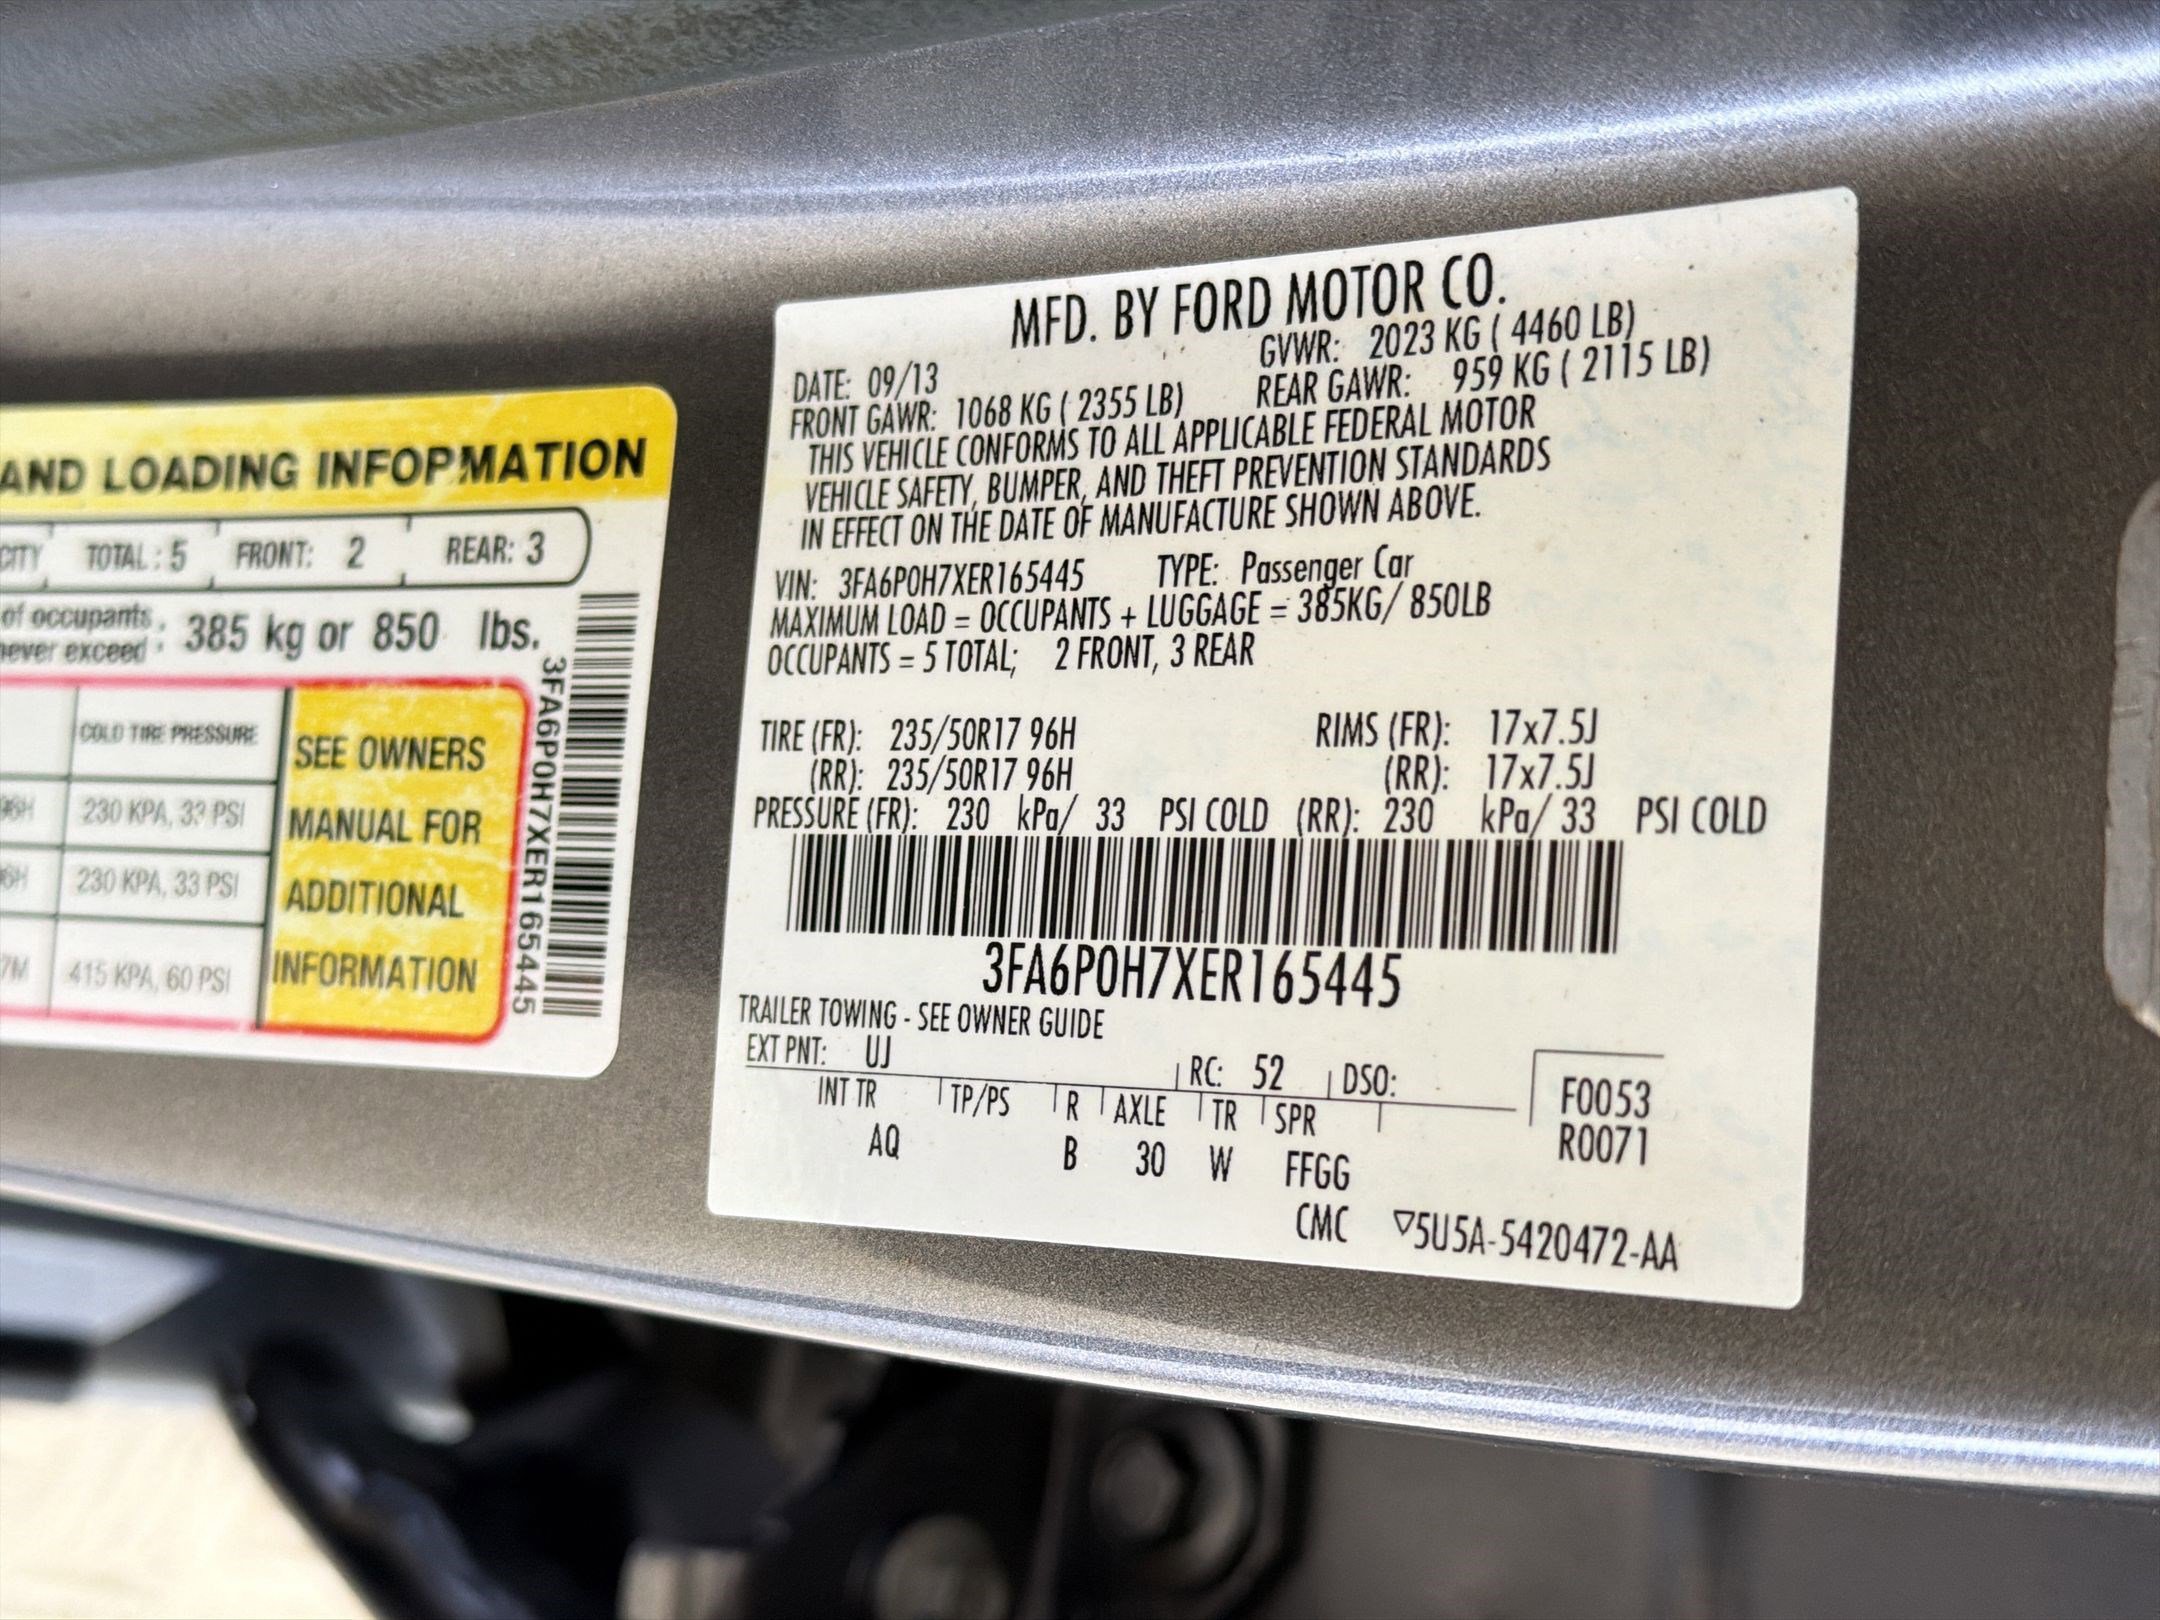 AND LOADING INFOPMATION
CITY TOTAL: 5 FRONT: 2 REAR: 3
of occupants
never exceed : 385 kg or 850 lbs.
COLD TIRE PRESSURE
96H 230 KPA, 33 PSI
96H 230 KPA, 33 PSI
7M 415 KPA, 60 PSI
SEE OWNERS
MANUAL FOR
ADDITIONAL
INFORMATION
3FA6P0H7XER165445
MFD. BY FORD MOTOR CO.
DATE: 09/13 GVWR: 2023 KG ( 4460 LB)
FRONT GAWR: 1068 KG ( 2355 LB) REAR GAWR: 959 KG ( 2115 LB)
THIS VEHICLE CONFORMS TO ALL APPLICABLE FEDERAL MOTOR
VEHICLE SAFETY, BUMPER, AND THEFT PREVENTION STANDARDS
IN EFFECT ON THE DATE OF MANUFACTURE SHOWN ABOVE.
VIN: 3FA6P0H7XER165445 TYPE: Passenger Car
MAXIMUM LOAD = OCCUPANTS + LUGGAGE = 385KG/ 850LB
OCCUPANTS = 5 TOTAL; 2 FRONT, 3 REAR
TIRE (FR): 235/50R17 96H RIMS (FR): 17x7.5J
(RR): 235/50R17 96H (RR): 17x7.5J
PRESSURE (FR): 230 kPa/ 33 PSI COLD (RR): 230 kPa/ 33 PSI COLD
3FA6P0H7XER165445
TRAILER TOWING - SEE OWNER GUIDE
EXT PNT: UJ RC: 52 DSO: F0053
INT TR TP/PS R AXLE TR SPR R0071
AQ B 30 W FFGG
CMC ▽5U5A-5420472-AA